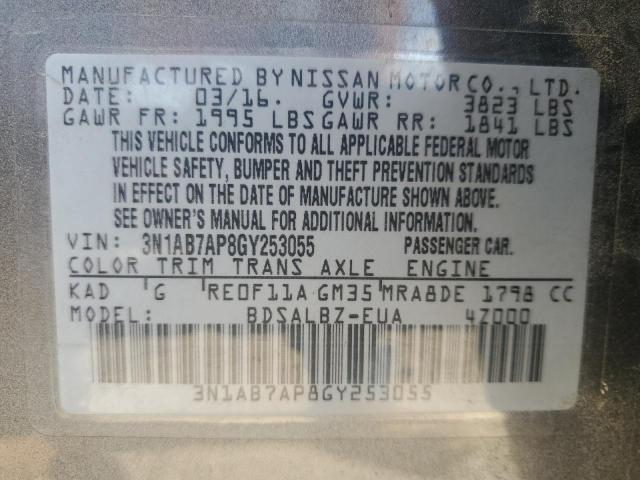 MANUFACTURED BY NISSAN MOTOR CO., LTD.
DATE: 03/16. GVWR: 3823 LBS
GAWR FR: 1995 LBS GAWR RR: 1841 LBS
THIS VEHICLE CONFORMS TO ALL APPLICABLE FEDERAL MOTOR
VEHICLE SAFETY, BUMPER AND THEFT PREVENTION STANDARDS
IN EFFECT ON THE DATE OF MANUFACTURE SHOWN ABOVE.
SEE OWNER'S MANUAL FOR ADDITIONAL INFORMATION.
VIN: 3N1AB7AP8GY253055 PASSENGER CAR.
COLOR TRIM TRANS AXLE ENGINE
KAD G RE0F11A GM35 MRA8DE 1798 CC
MODEL: BDSALBZ-EUA 4Z000
3N1AB7AP8GY253055